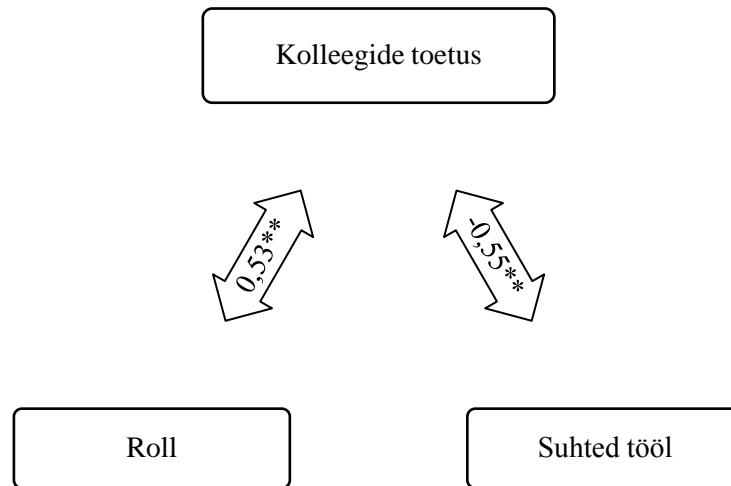 Kolleegide toetus
0,53**
-0,55**
Roll
Suhted tööl